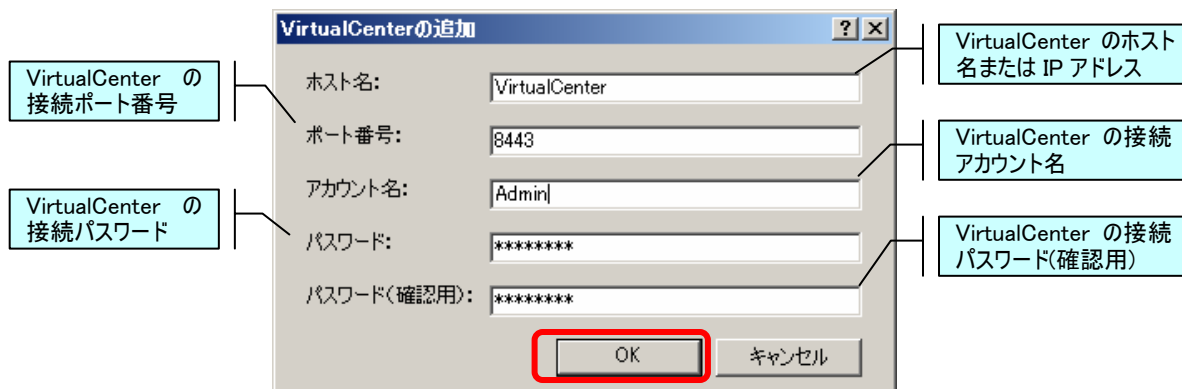 VirtualCenterの追加
ホスト名:
VirtualCenter
ポート番号:
8443
アカウント名:
Admin
パスワード:
********
パスワード(確認用):
********
OK
キャンセル
VirtualCenter の
接続ポート番号
VirtualCenter の
接続パスワード
VirtualCenter のホスト
名または IP アドレス
VirtualCenter の接続
アカウント名
VirtualCenter の接続
パスワード(確認用)